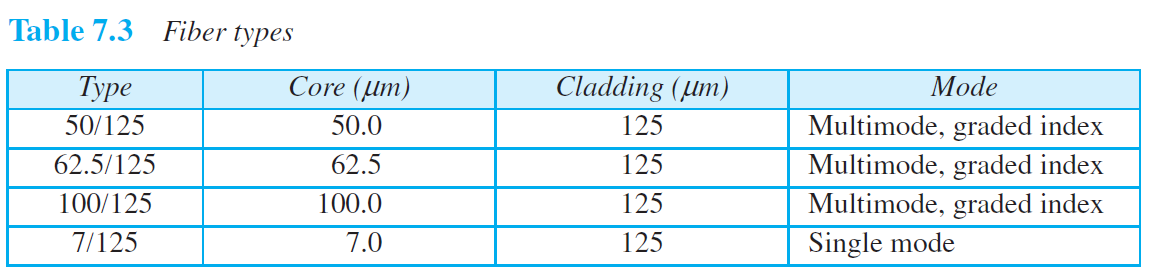 Table 7.3 Fiber types
Type Core (μm) Cladding (μm) Mode
50/125 50.0 125 Multimode, graded index
62.5/125 62.5 125 Multimode, graded index
100/125 100.0 125 Multimode, graded index
7/125 7.0 125 Single mode